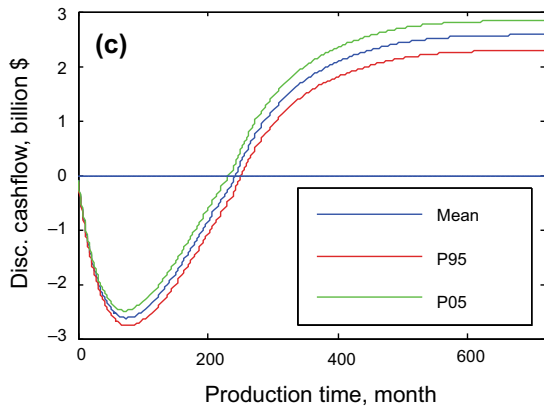 (c)
Disc. cashflow, billion $
3
2
1
0
–1
–2
–3
Mean
P95
P05
0 200 400 600
Production time, month